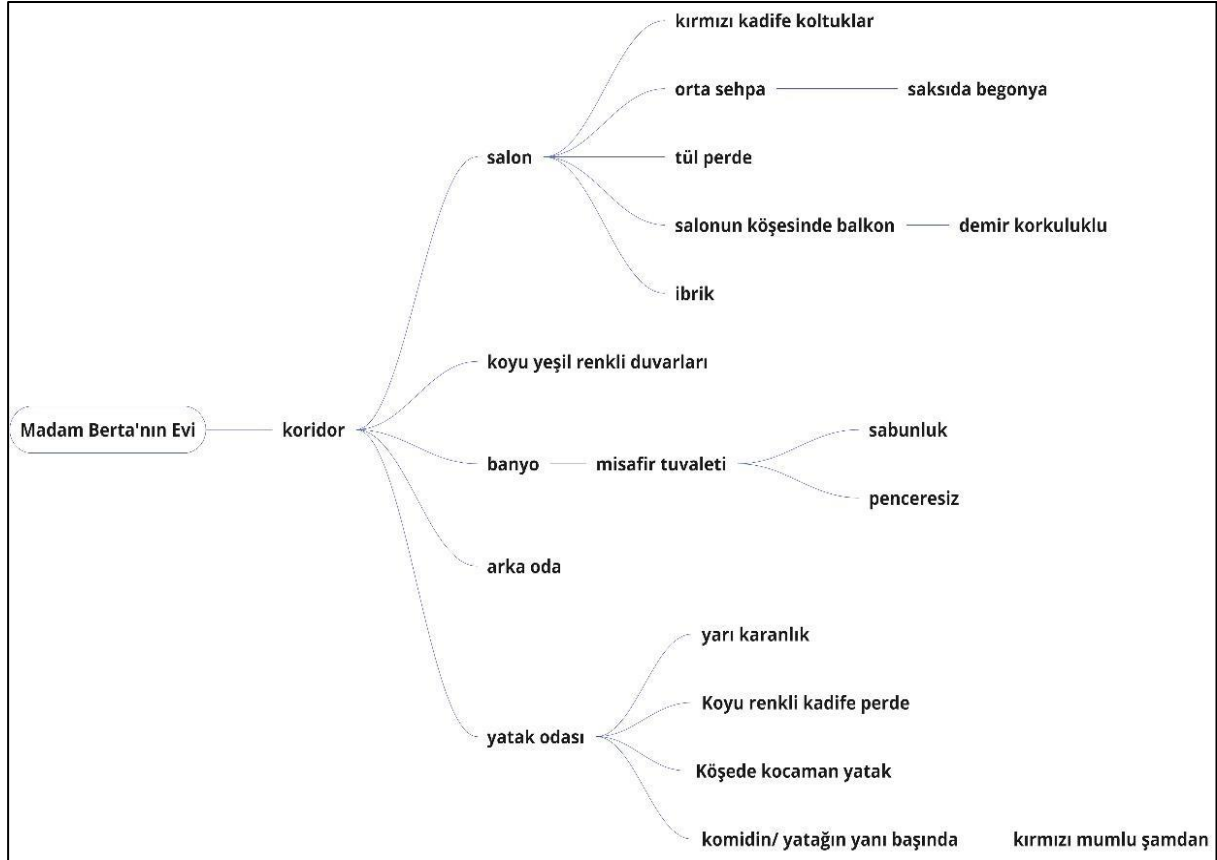 Madam Berta'nın Evi
koridor
salon
kırmızı kadife koltuklar
orta sehpa
saksıda begonya
tül perde
salonun köşesinde balkon
demir korkuluklu
ibrik
koyu yeşil renkli duvarları
banyo
misafir tuvaleti
sabunluk
penceresiz
arka oda
yatak odası
yarı karanlık
Koyu renkli kadife perde
Köşede kocaman yatak
komidin/ yatağın yanı başında
kırmızı mumlu şamdan